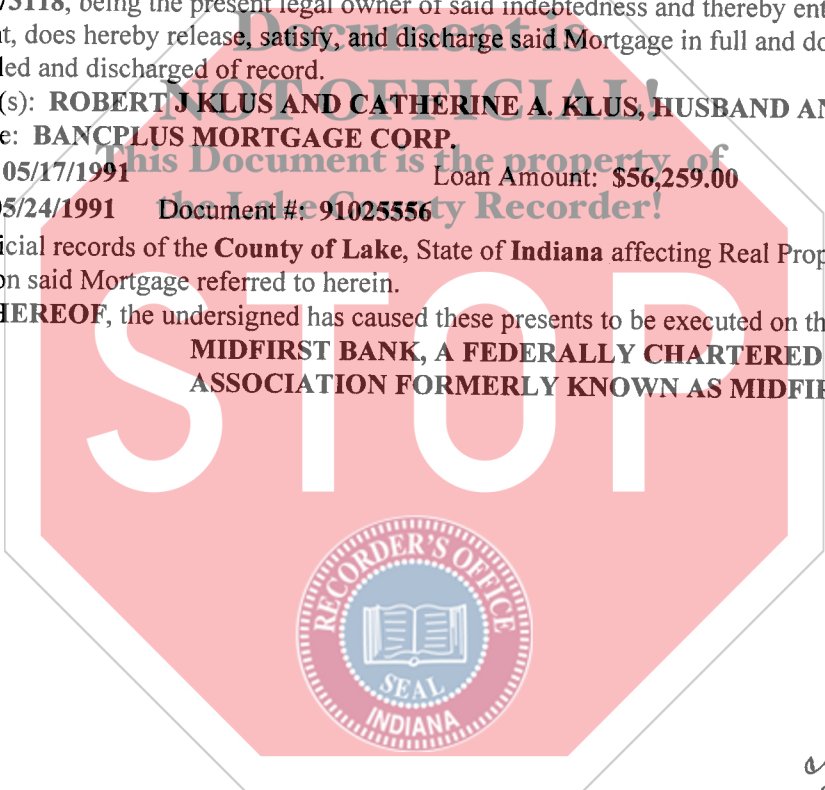 73118, being the present legal owner of said indebtedness and thereby ent
t, does hereby release, satisfy, and discharge said Mortgage in full and do
led and discharged of record.
(s): ROBERT J KLUS AND CATHERINE A. KLUS, HUSBAND AN
e: BANCPLUS MORTGAGE CORP.
05/17/1991 Loan Amount: $56,259.00
05/24/1991 Document #: 91025556
icial records of the County of Lake, State of Indiana affecting Real Prop
on said Mortgage referred to herein.
HEREOF, the undersigned has caused these presents to be executed on th
MIDFIRST BANK, A FEDERALLY CHARTERED
ASSOCIATION FORMERLY KNOWN AS MIDFIR
Document is
NOT OFFICIAL!
This Document is the property of
the Lake County Recorder!
STOP
RECORDER'S OFFICE
SEAL
INDIANA